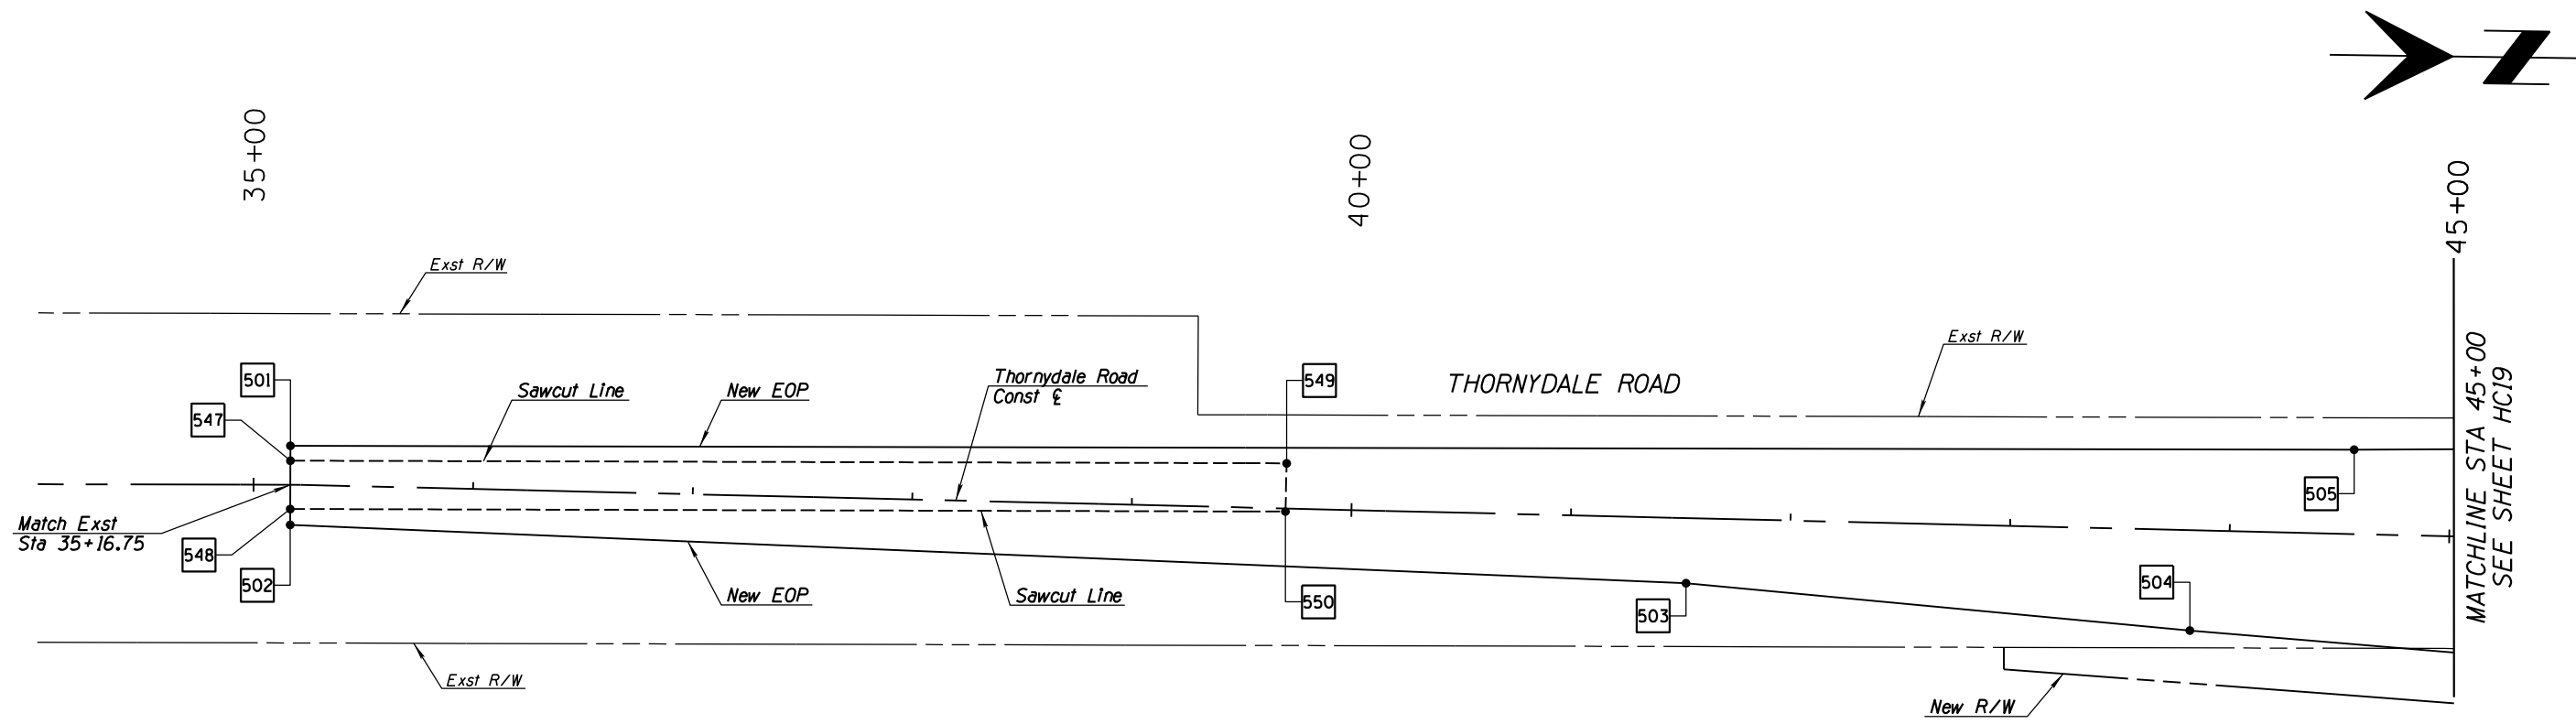 35+00
40+00
45+00
Exst R/W
Exst R/W
501
547
Sawcut Line
New EOP
Thornydale Road
Const ℄
549
THORNYDALE ROAD
505
MATCHLINE STA 45+00
SEE SHEET HC19
Match Exst
Sta 35+16.75
548
502
New EOP
Sawcut Line
550
503
504
Exst R/W
New R/W
Z